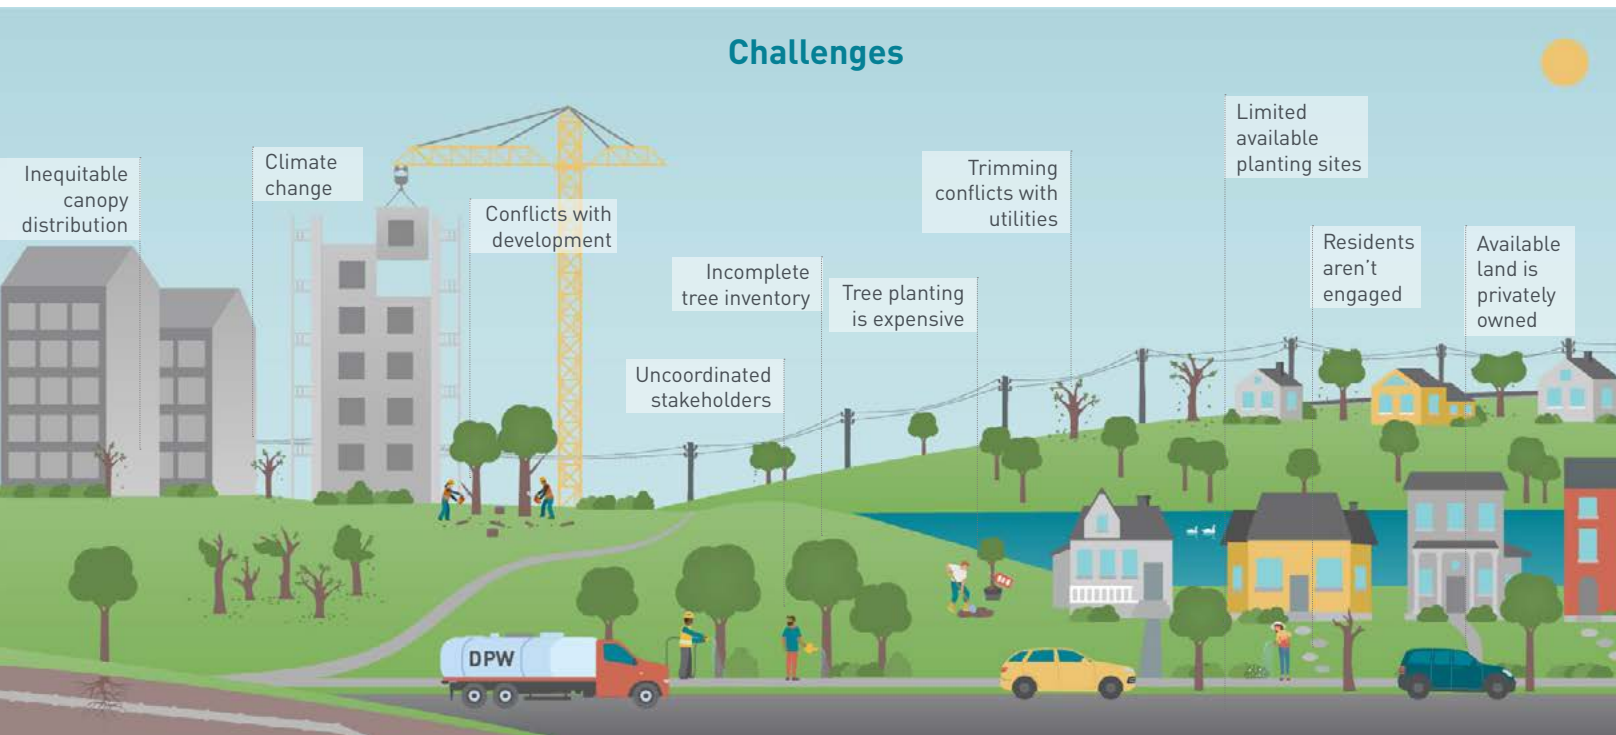 Challenges
Inequitable
canopy
distribution
Climate
change
Conflicts with
development
Uncoordinated
stakeholders
Incomplete
tree inventory
Tree planting
is expensive
Trimming
conflicts with
utilities
Limited
available
planting sites
Residents
aren't
engaged
Available
land is
privately
owned
DPW